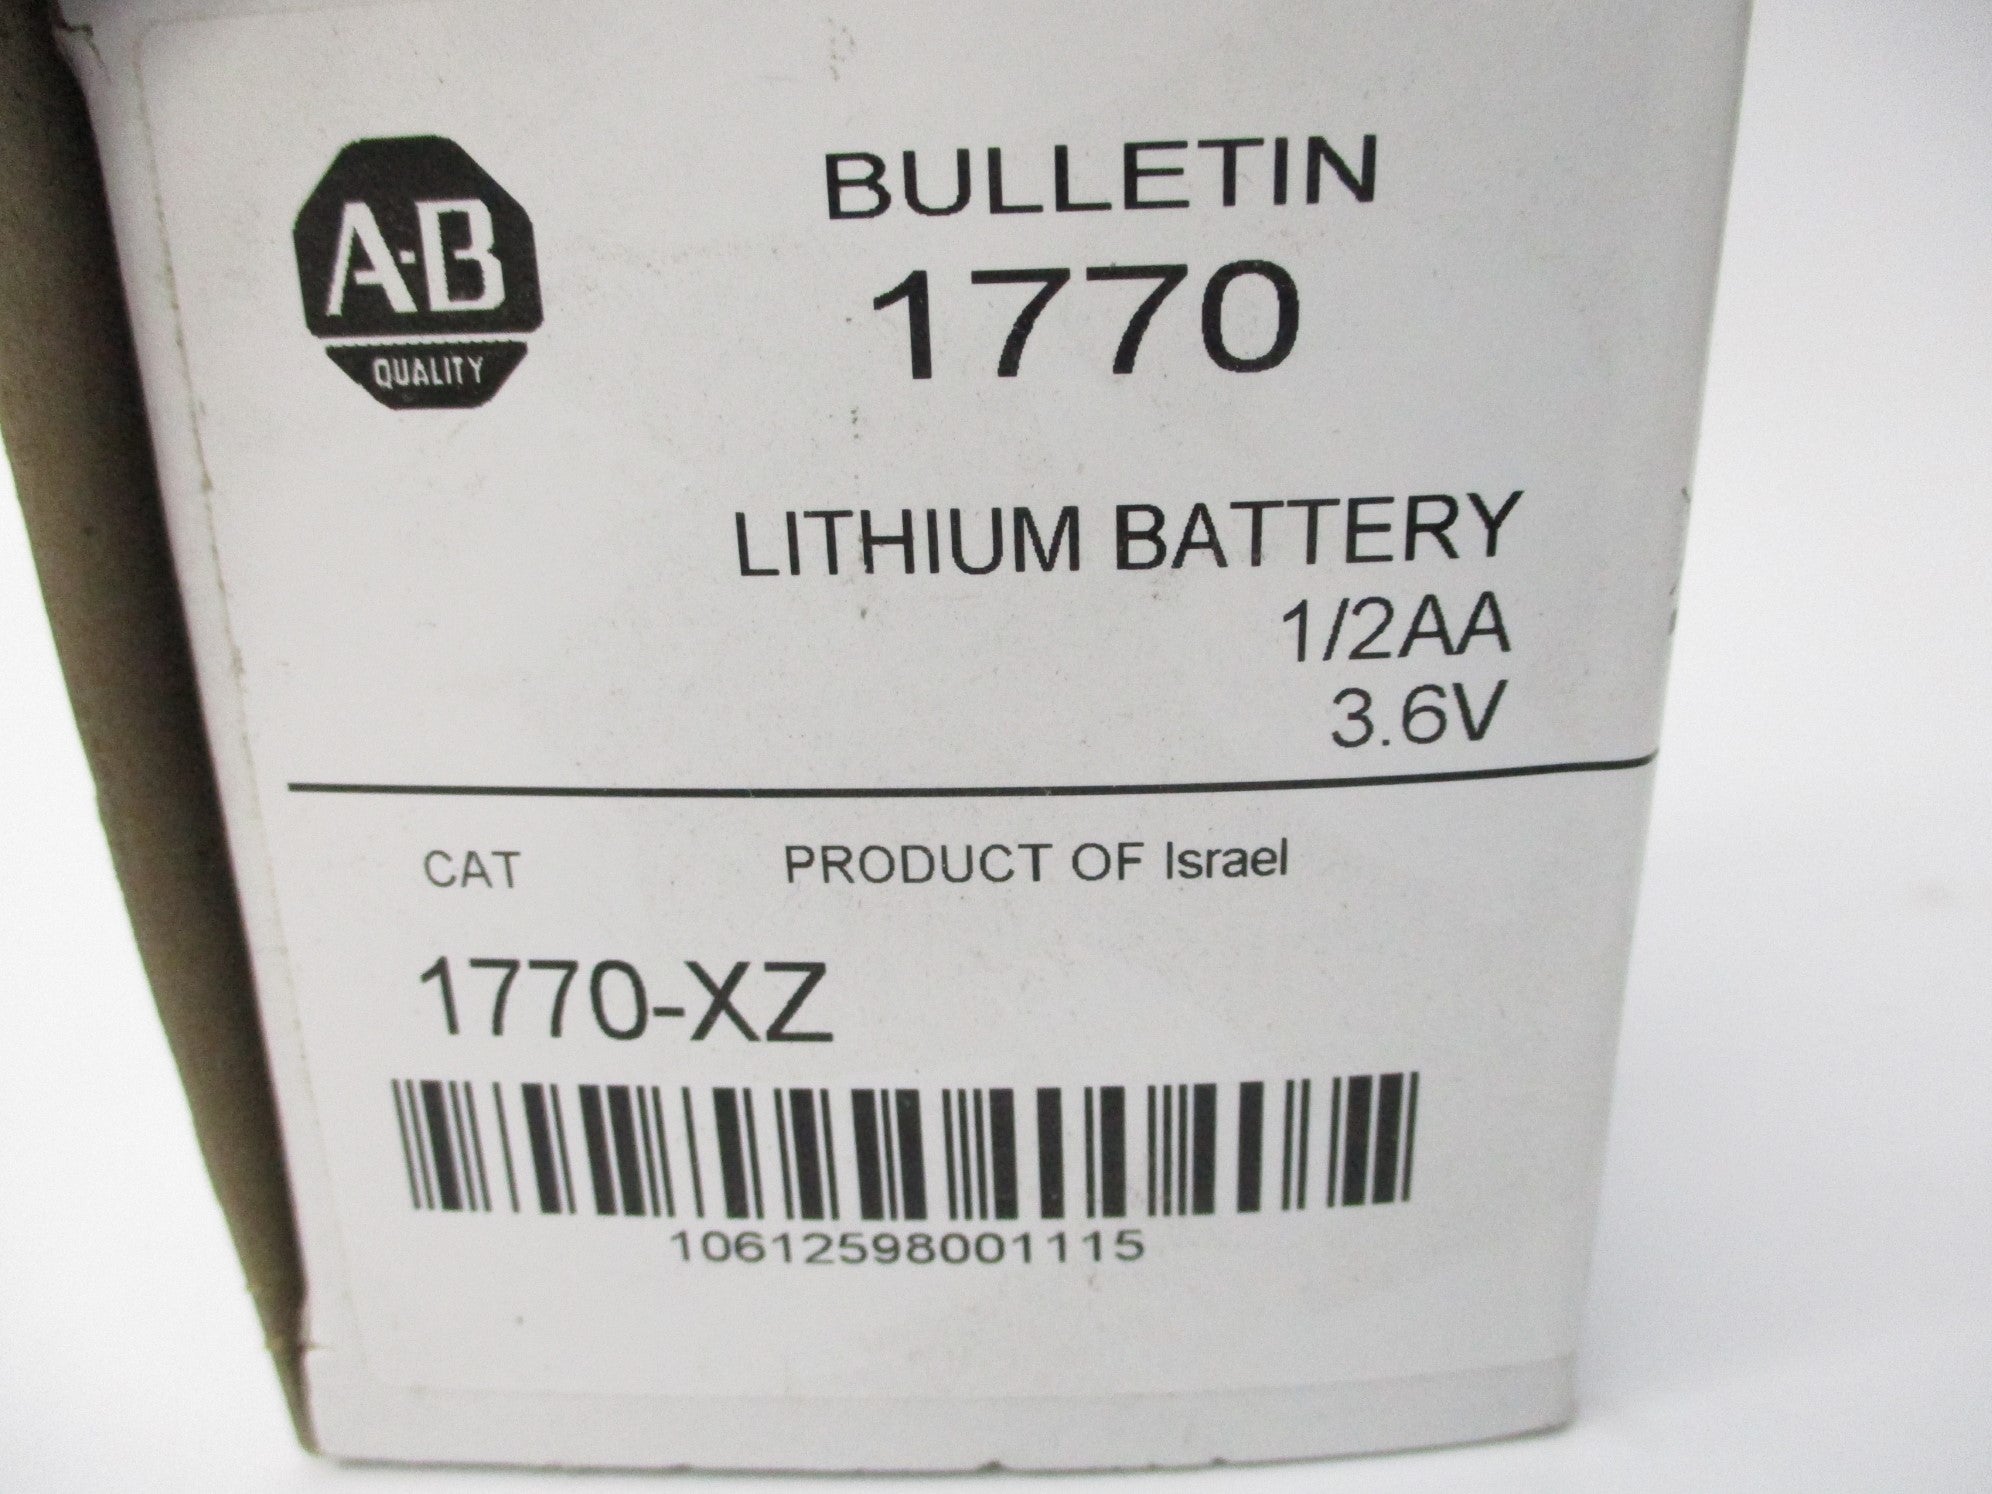 A-B
QUALITY
BULLETIN
1770
LITHIUM BATTERY
1/2AA
3.6V
CAT PRODUCT OF Israel
1770-XZ
10612598001115